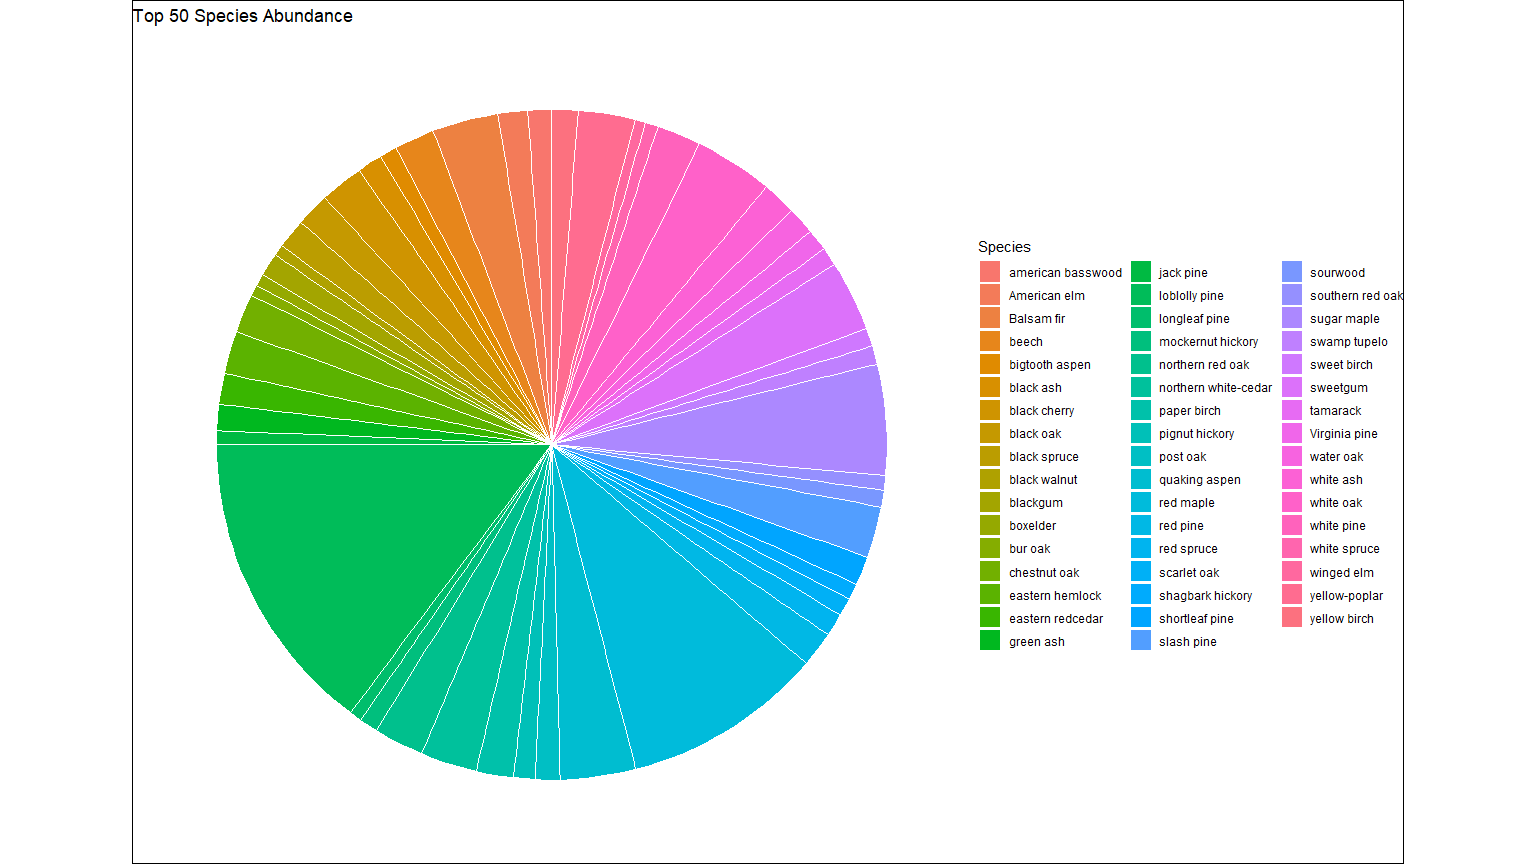 Top 50 Species Abundance
Species
american basswood
American elm
Balsam fir
beech
bigtooth aspen
black ash
black cherry
black oak
black spruce
black walnut
blackgum
boxelder
bur oak
chestnut oak
eastern hemlock
eastern redcedar
green ash
jack pine
loblolly pine
longleaf pine
mockernut hickory
northern red oak
northern white-cedar
paper birch
pignut hickory
post oak
quaking aspen
red maple
red pine
red spruce
scarlet oak
shagbark hickory
shortleaf pine
slash pine
sourwood
southern red oak
sugar maple
swamp tupelo
sweet birch
sweetgum
tamarack
Virginia pine
water oak
white ash
white oak
white pine
white spruce
winged elm
yellow-poplar
yellow birch